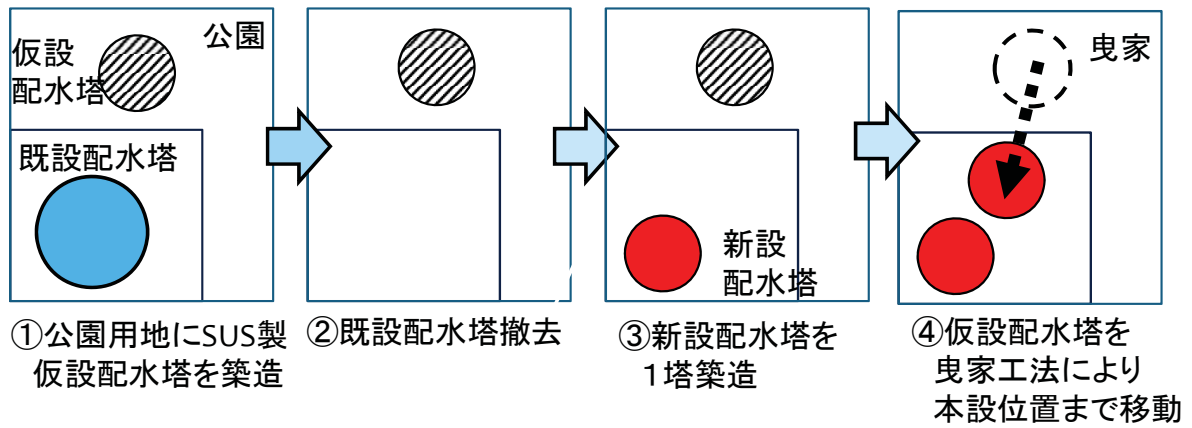 公園
仮設
配水塔
既設配水塔
①公園用地にSUS製
仮設配水塔を築造
②既設配水塔撤去
新設
配水塔
③新設配水塔を
1塔築造
曳家
④仮設配水塔を
曳家工法により
本設位置まで移動